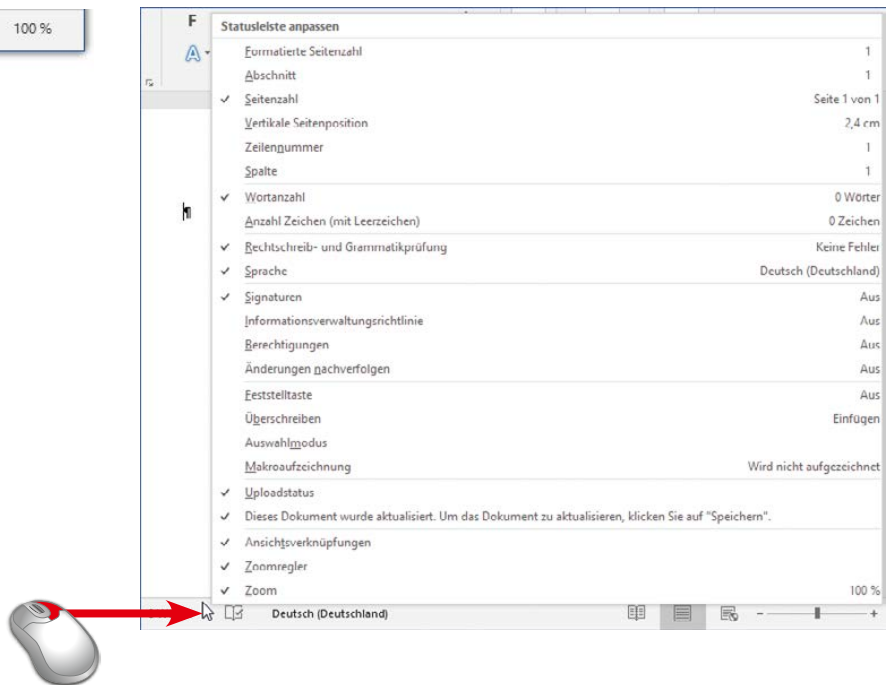 100 %
F
A
Statusleiste anpassen
Formatierte Seitenzahl 1
Abschnitt 1
Seitenzahl Seite 1 von 1
Vertikale Seitenposition 2,4 cm
Zeilennummer 1
Spalte 1
Wortanzahl 0 Wörter
Anzahl Zeichen (mit Leerzeichen) 0 Zeichen
Rechtschreib- und Grammatikprüfung Keine Fehler
Sprache Deutsch (Deutschland)
Signaturen Aus
Informationsverwaltungsrichtlinie Aus
Berechtigungen Aus
Änderungen nachverfolgen Aus
Feststelltaste Aus
Überschreiben Einfügen
Auswahlmodus
Makroaufzeichnung Wird nicht aufgezeichnet
Uploadstatus
Dieses Dokument wurde aktualisiert. Um das Dokument zu aktualisieren, klicken Sie auf "Speichern".
Ansichtsverknüpfungen
Zoomregler
Zoom 100 %
Deutsch (Deutschland)